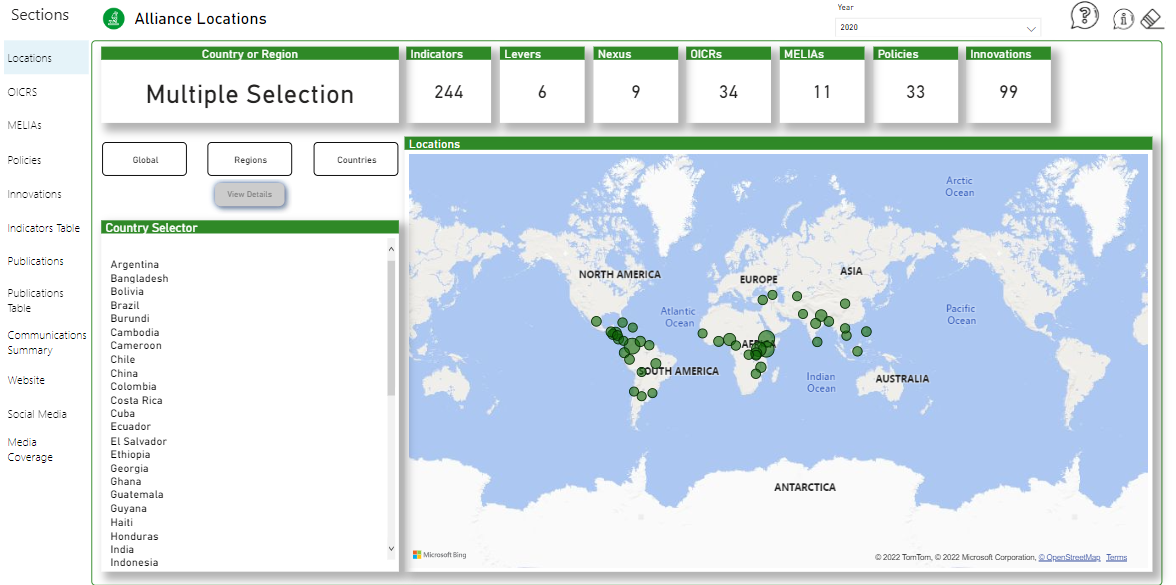 Sections
Alliance Locations
Year
2020
Locations
OICRS
MELIAs
Policies
Innovations
Indicators Table
Publications
Publications
Table
Communications
Summary
Website
Social Media
Media
Coverage
Country or Region
Multiple Selection
Indicators
244
Levers
6
Nexus
9
OICRs
34
MELIAs
11
Policies
33
Innovations
99
Global
Regions
Countries
View Details
Country Selector
Argentina
Bangladesh
Bolivia
Brazil
Burundi
Cambodia
Cameroon
Chile
China
Colombia
Costa Rica
Cuba
Ecuador
El Salvador
Ethiopia
Georgia
Ghana
Guatemala
Guyana
Haiti
Honduras
India
Indonesia
Locations
Arctic
Ocean
NORTH AMERICA
EUROPE
ASIA
Atlantic
Ocean
Pacific
Ocean
AFRICA
SOUTH AMERICA
Indian
Ocean
AUSTRALIA
ANTARCTICA
Microsoft Bing
© 2022 TomTom, © 2022 Microsoft Corporation, © OpenStreetMap Terms